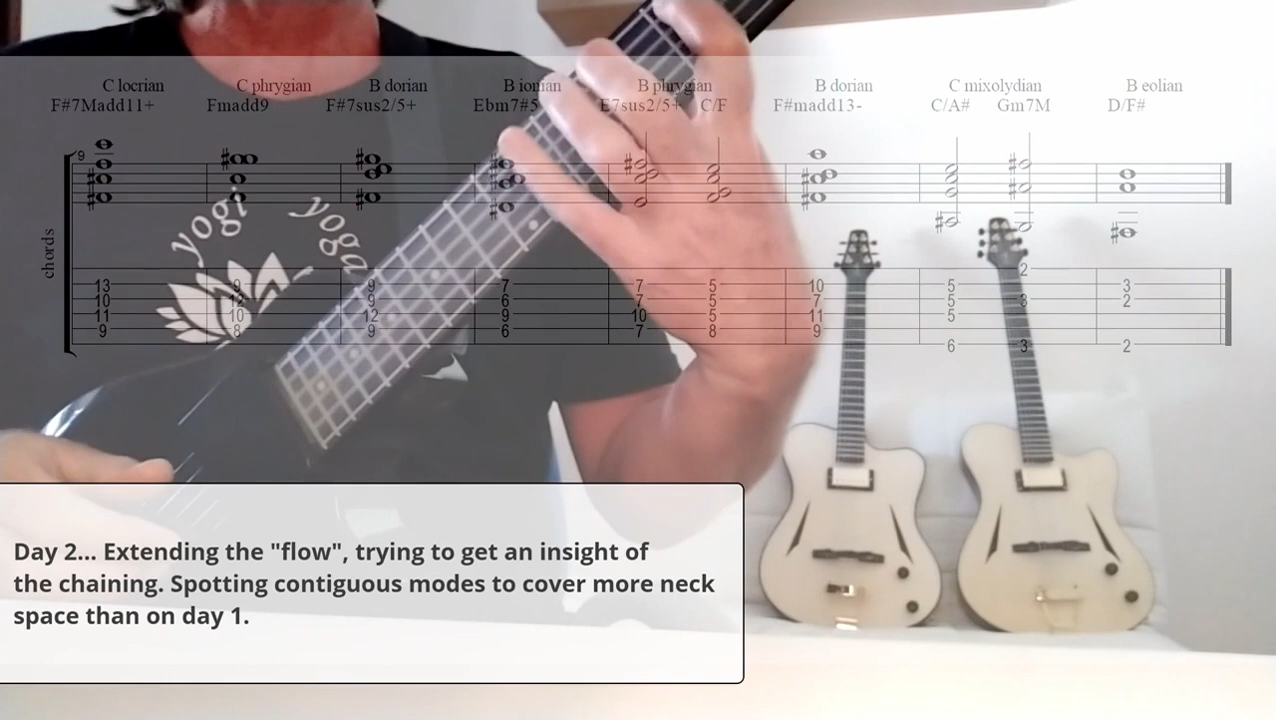 C locrian C phrygian B dorian B ionian B phrygian B dorian C mixolydian B eolian
F#7Madd11+ Fmadd9 F#7sus2/5+ Ebm7#5 E7sus2/5+ C/F F#madd13- C/A# Gm7M D/F#
9
yogi yoga
chords
2
13 9 9 7 7 5 10 5 3
10 12 9 6 7 5 7 5 3 2
11 10 12 9 10 5 11 5
9 8 9 6 7 8 9
6 3 2
Day 2... Extending the "flow", trying to get an insight of
the chaining. Spotting contiguous modes to cover more neck
space than on day 1.